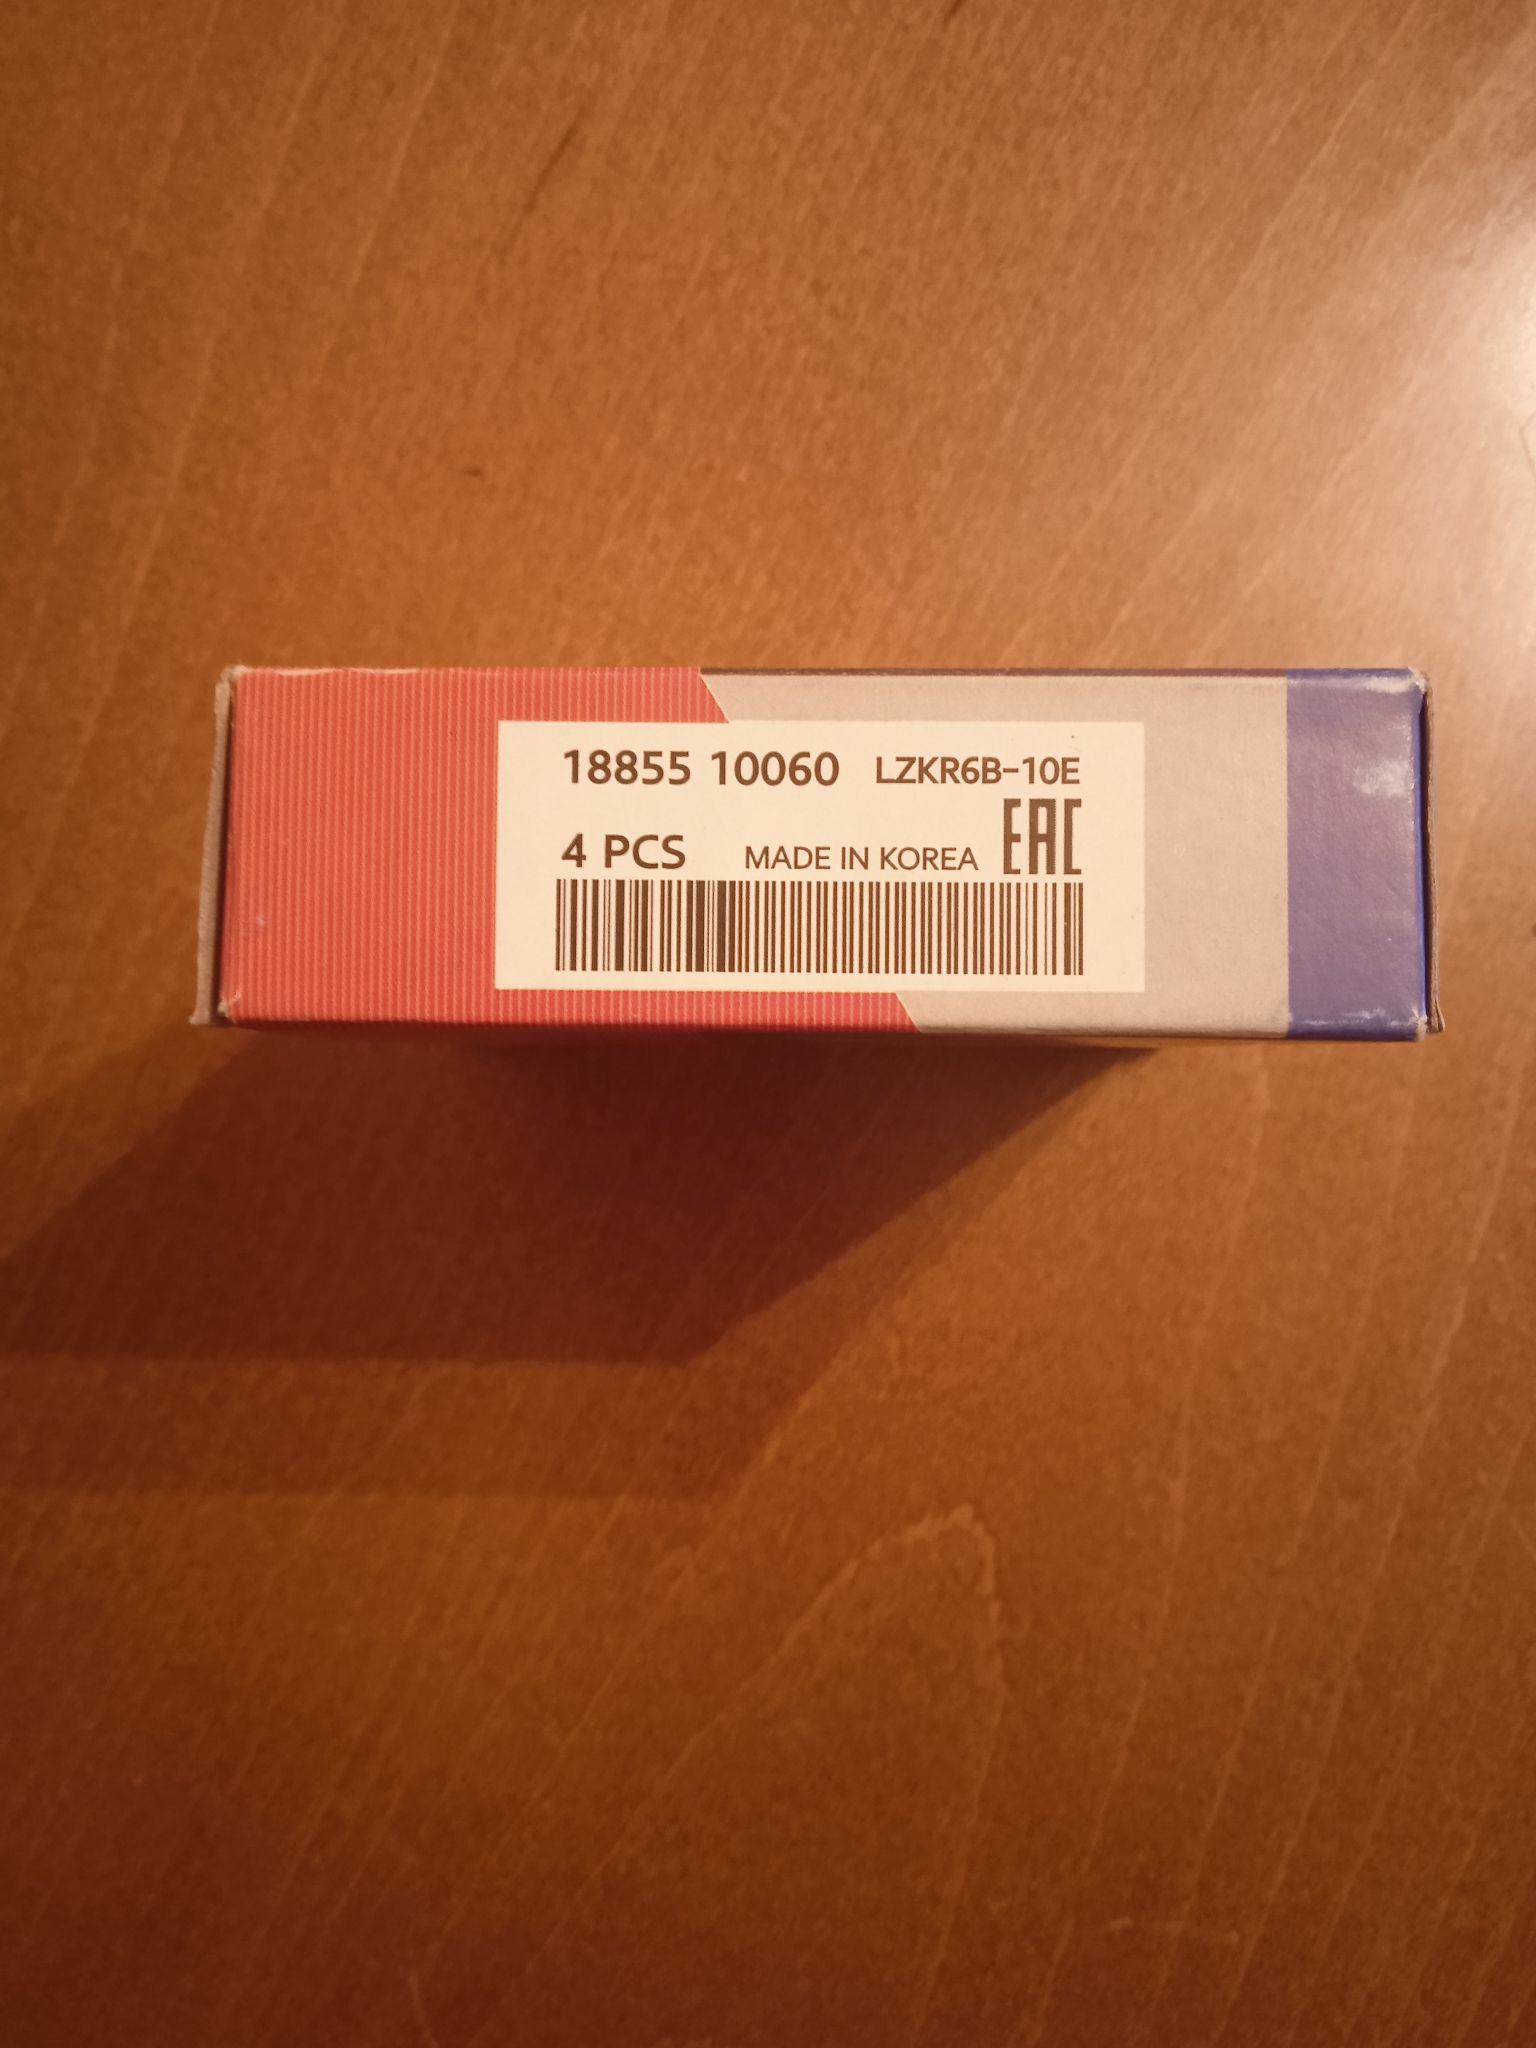 18855 10060 LZKR6B-10E
4 PCS MADE IN KOREA EAC